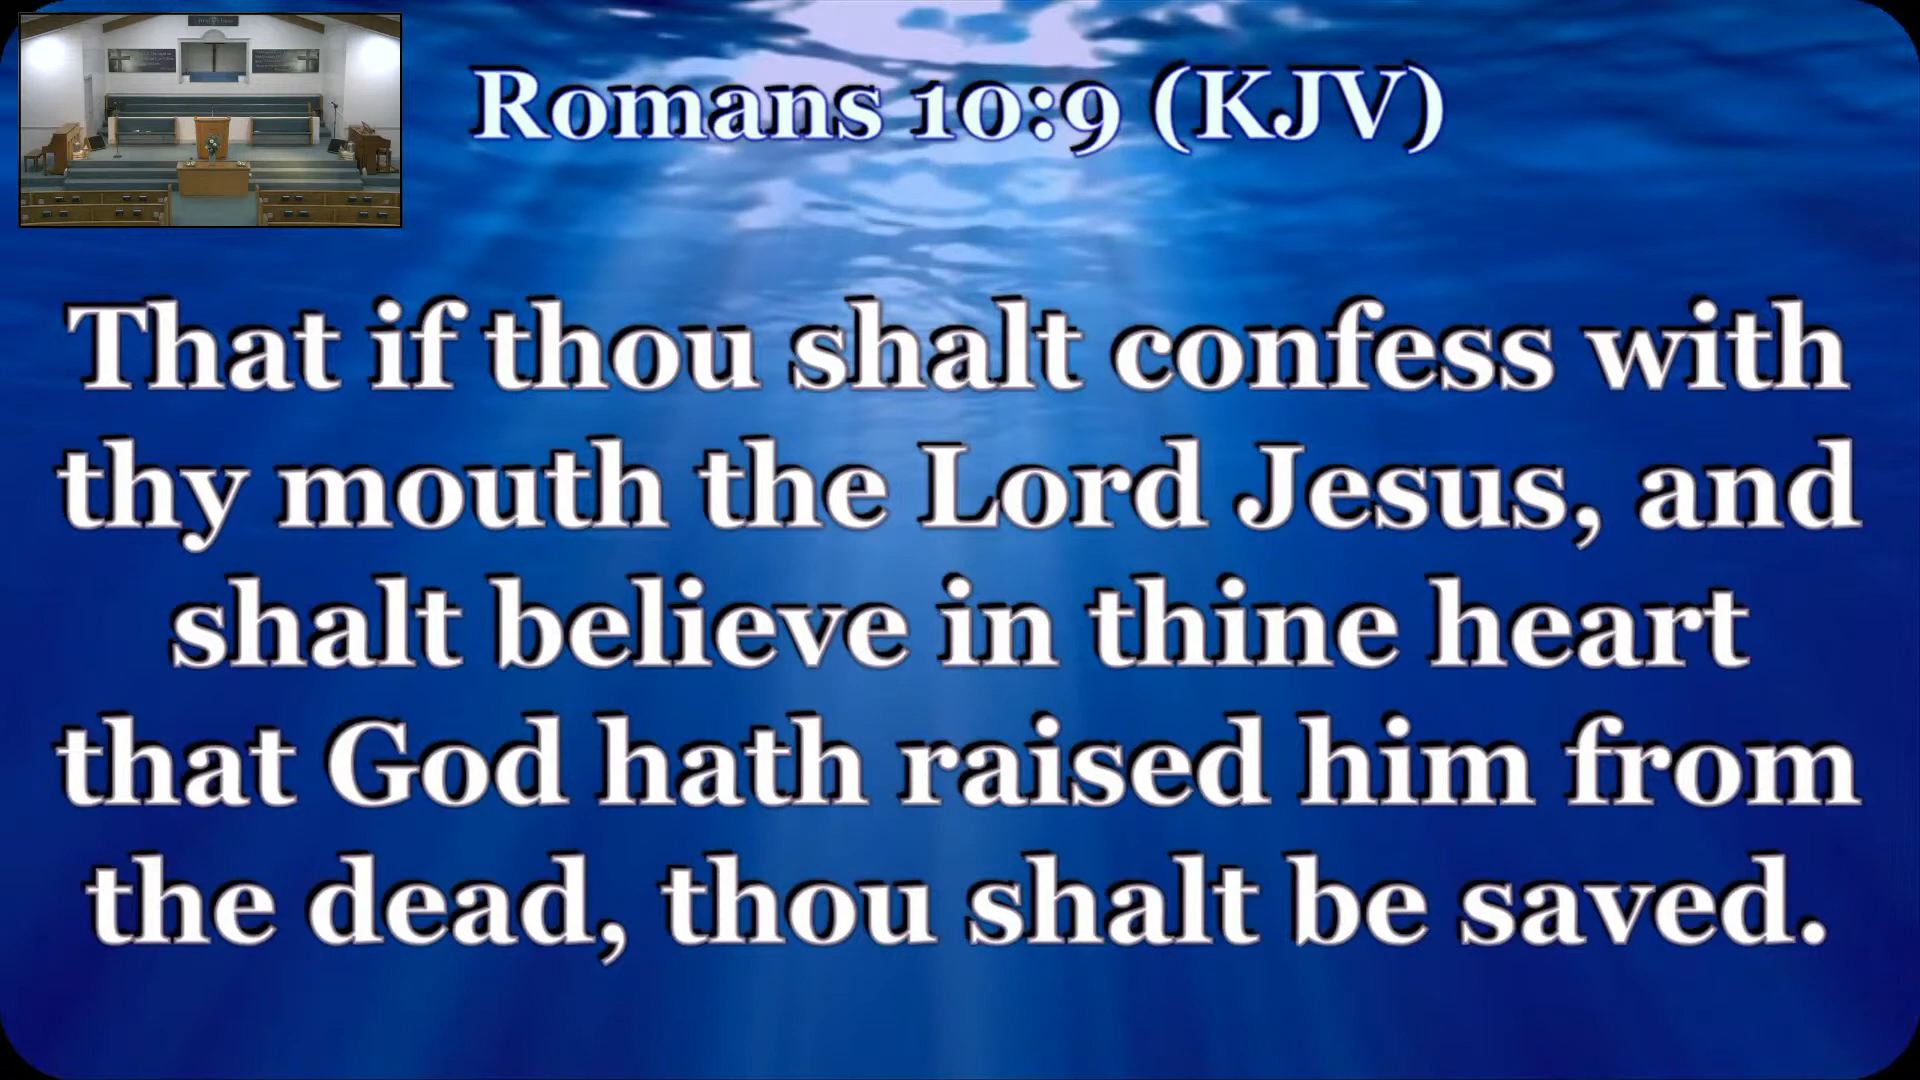 Romans 10:9 (KJV)
That if thou shalt confess with
thy mouth the Lord Jesus, and
shalt believe in thine heart
that God hath raised him from
the dead, thou shalt be saved.